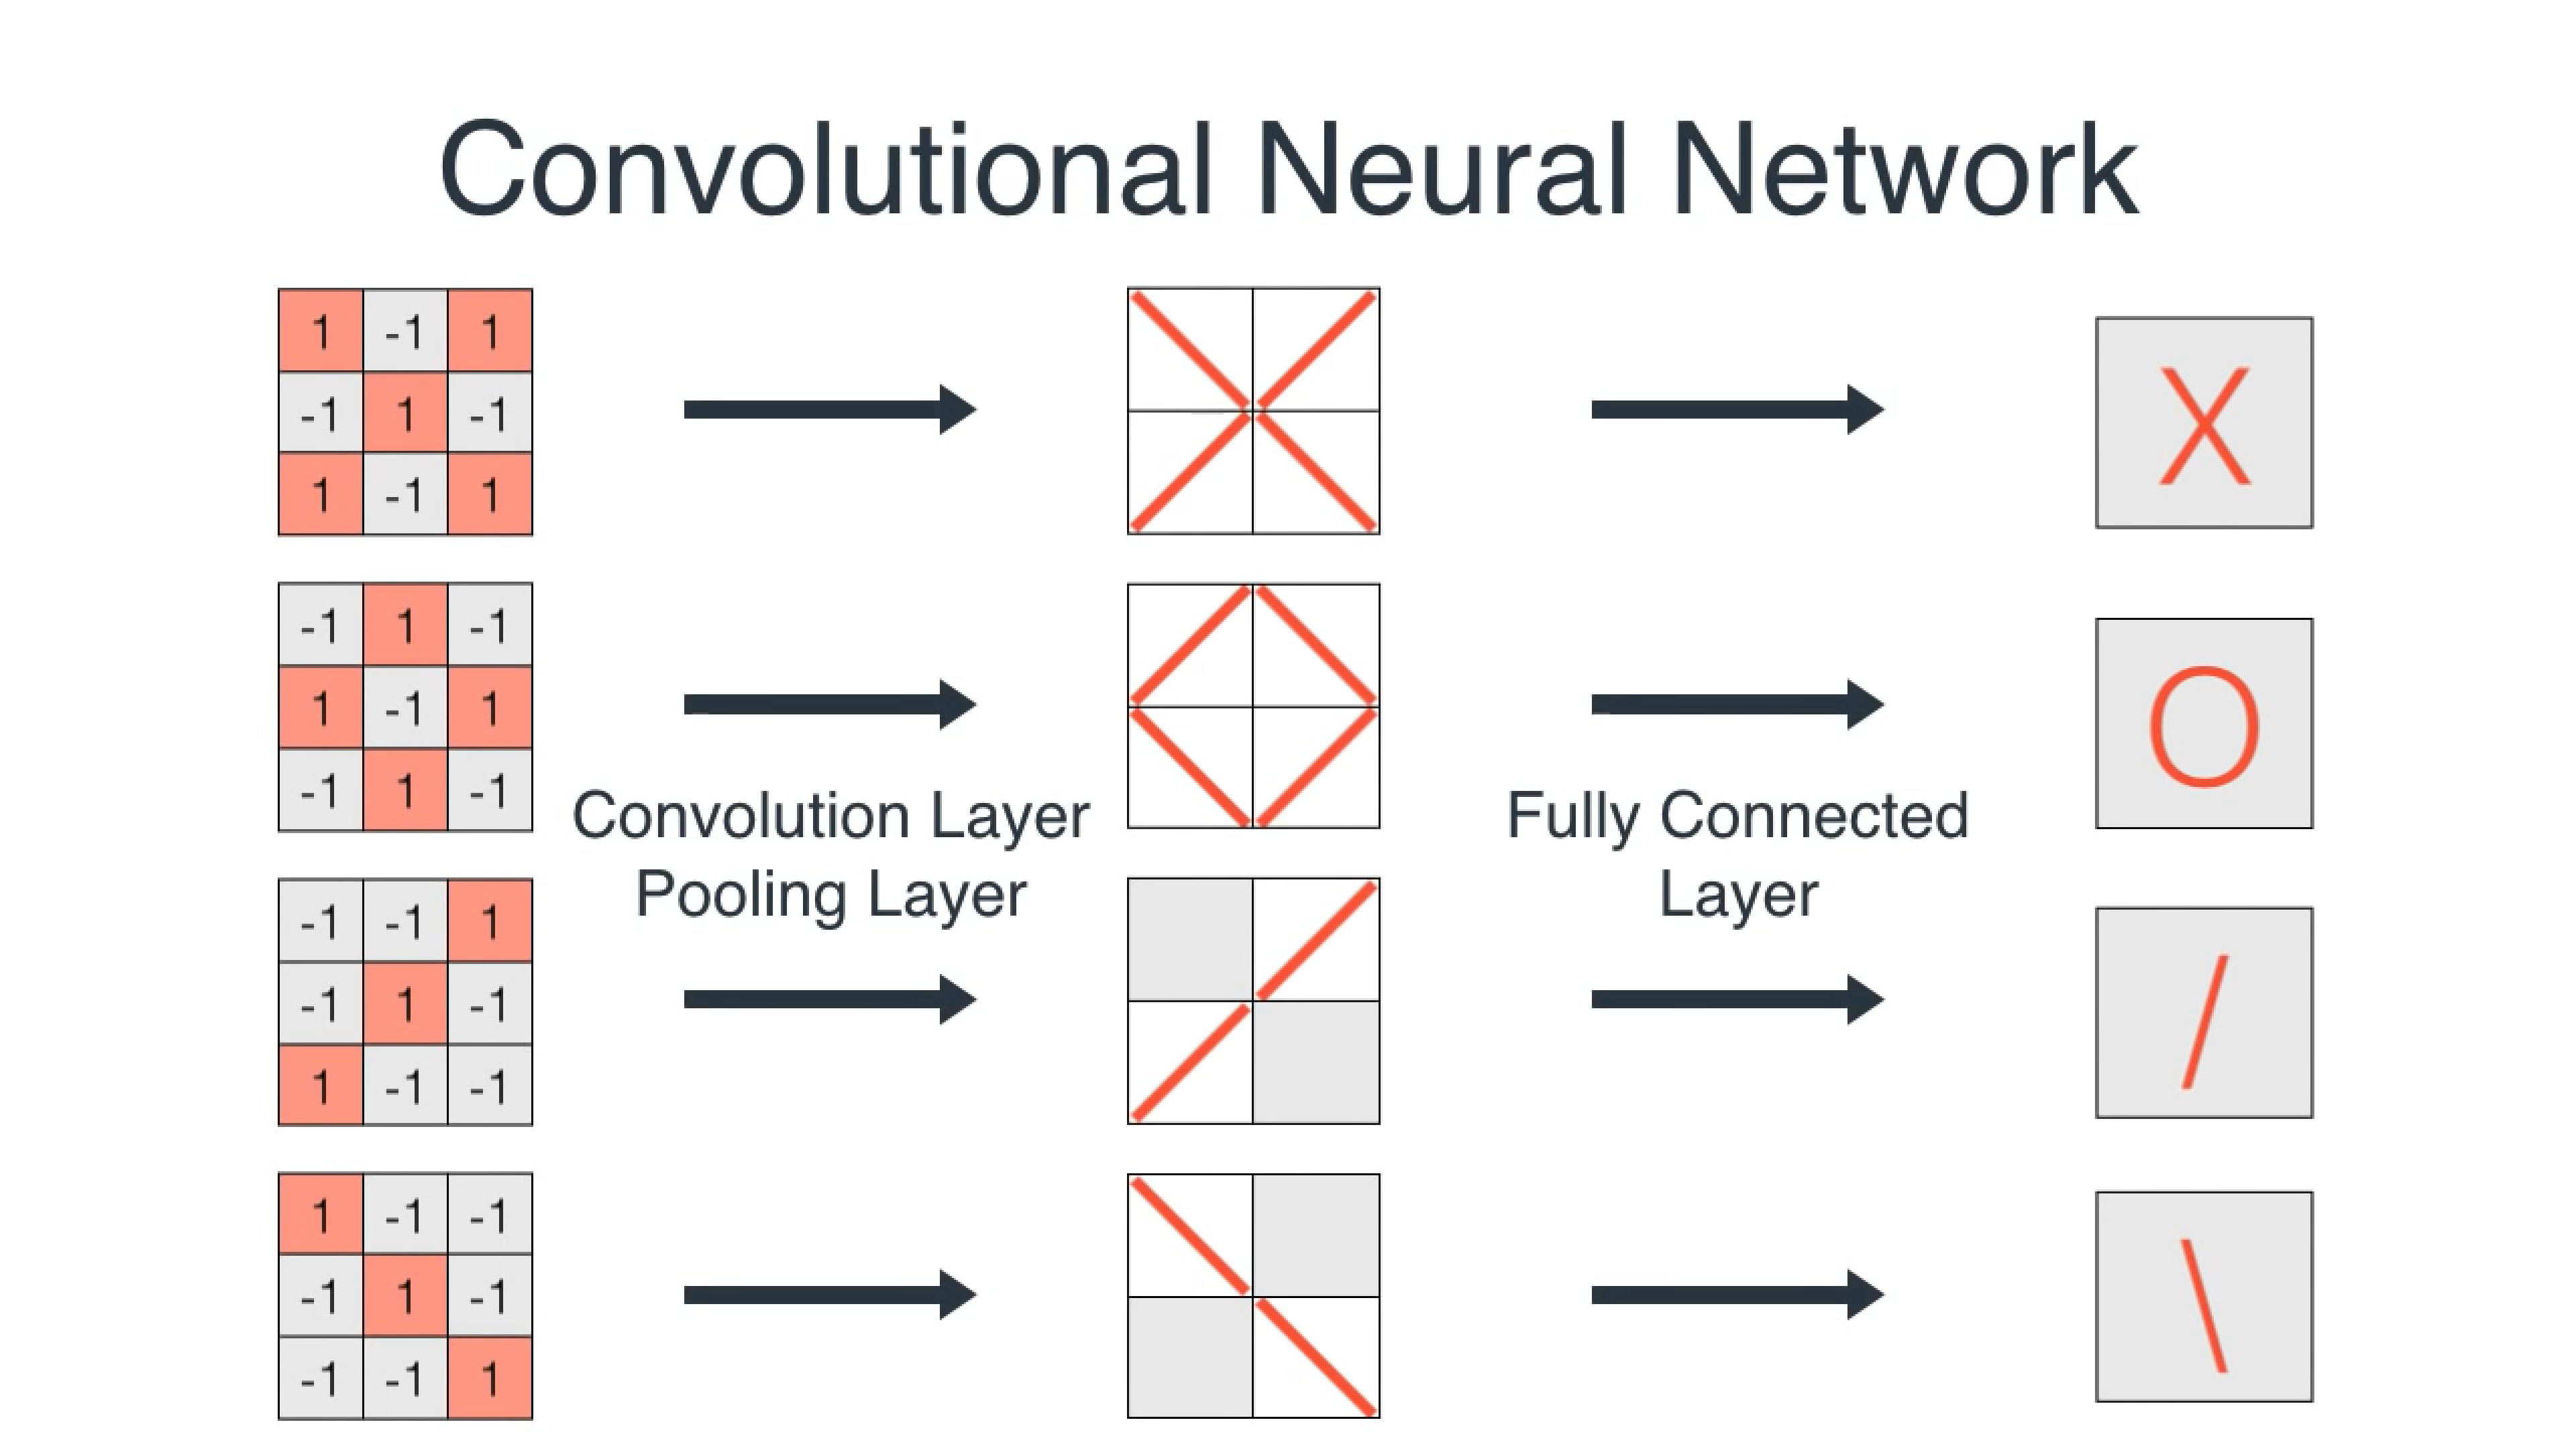 Convolutional Neural Network
1 -1 1
-1 1 -1
1 -1 1
X
-1 1 -1
1 -1 1
-1 1 -1
O
Convolution Layer
Pooling Layer
Fully Connected
Layer
-1 -1 1
-1 1 -1
1 -1 -1
/
1 -1 -1
-1 1 -1
-1 -1 1
\